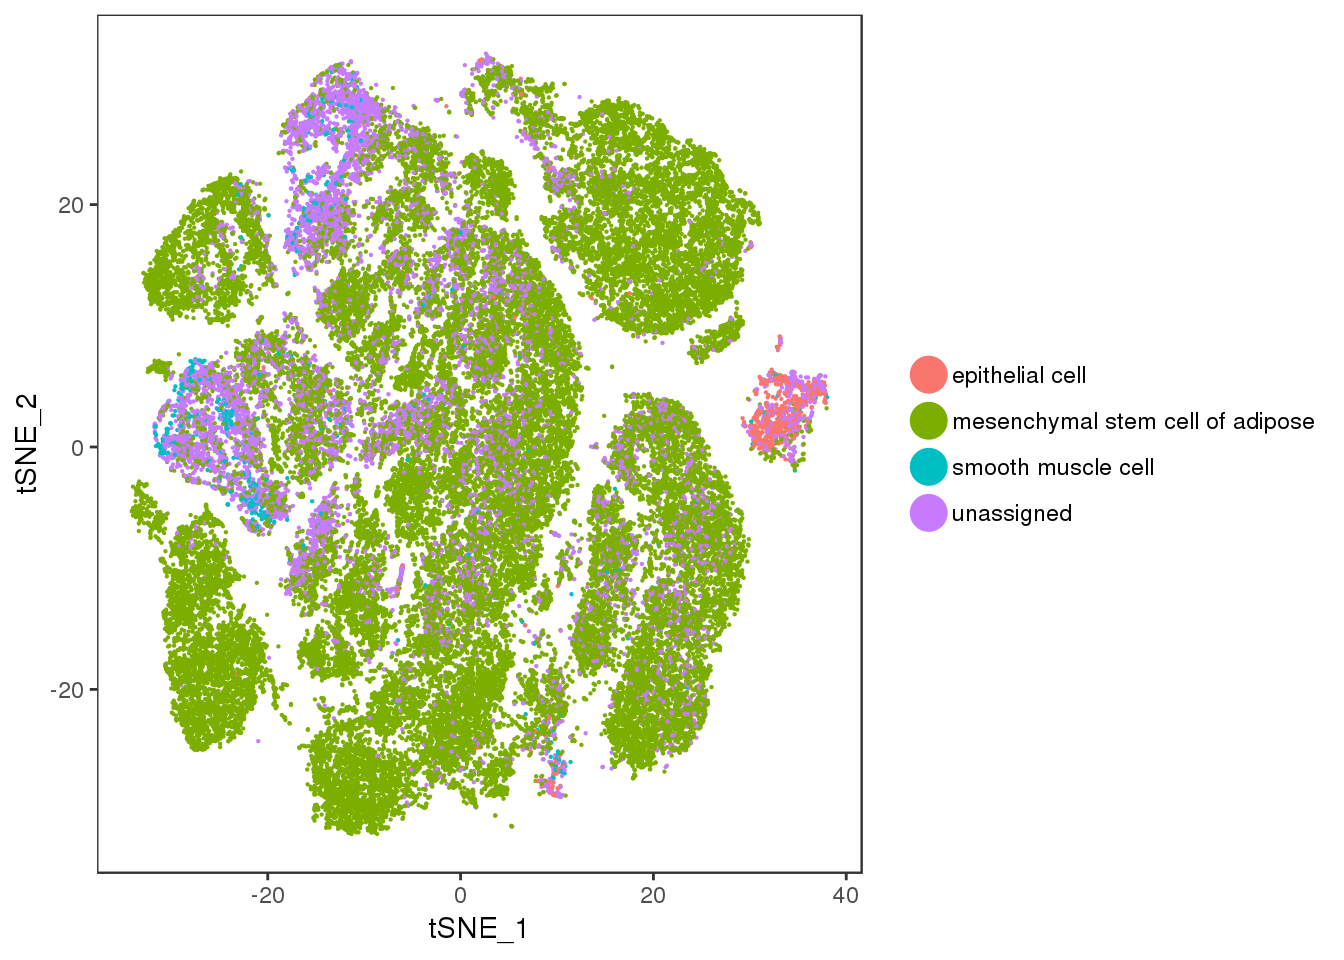 tSNE_2
20
0
-20
-20
0
20
40
tSNE_1
epithelial cell
mesenchymal stem cell of adipose
smooth muscle cell
unassigned